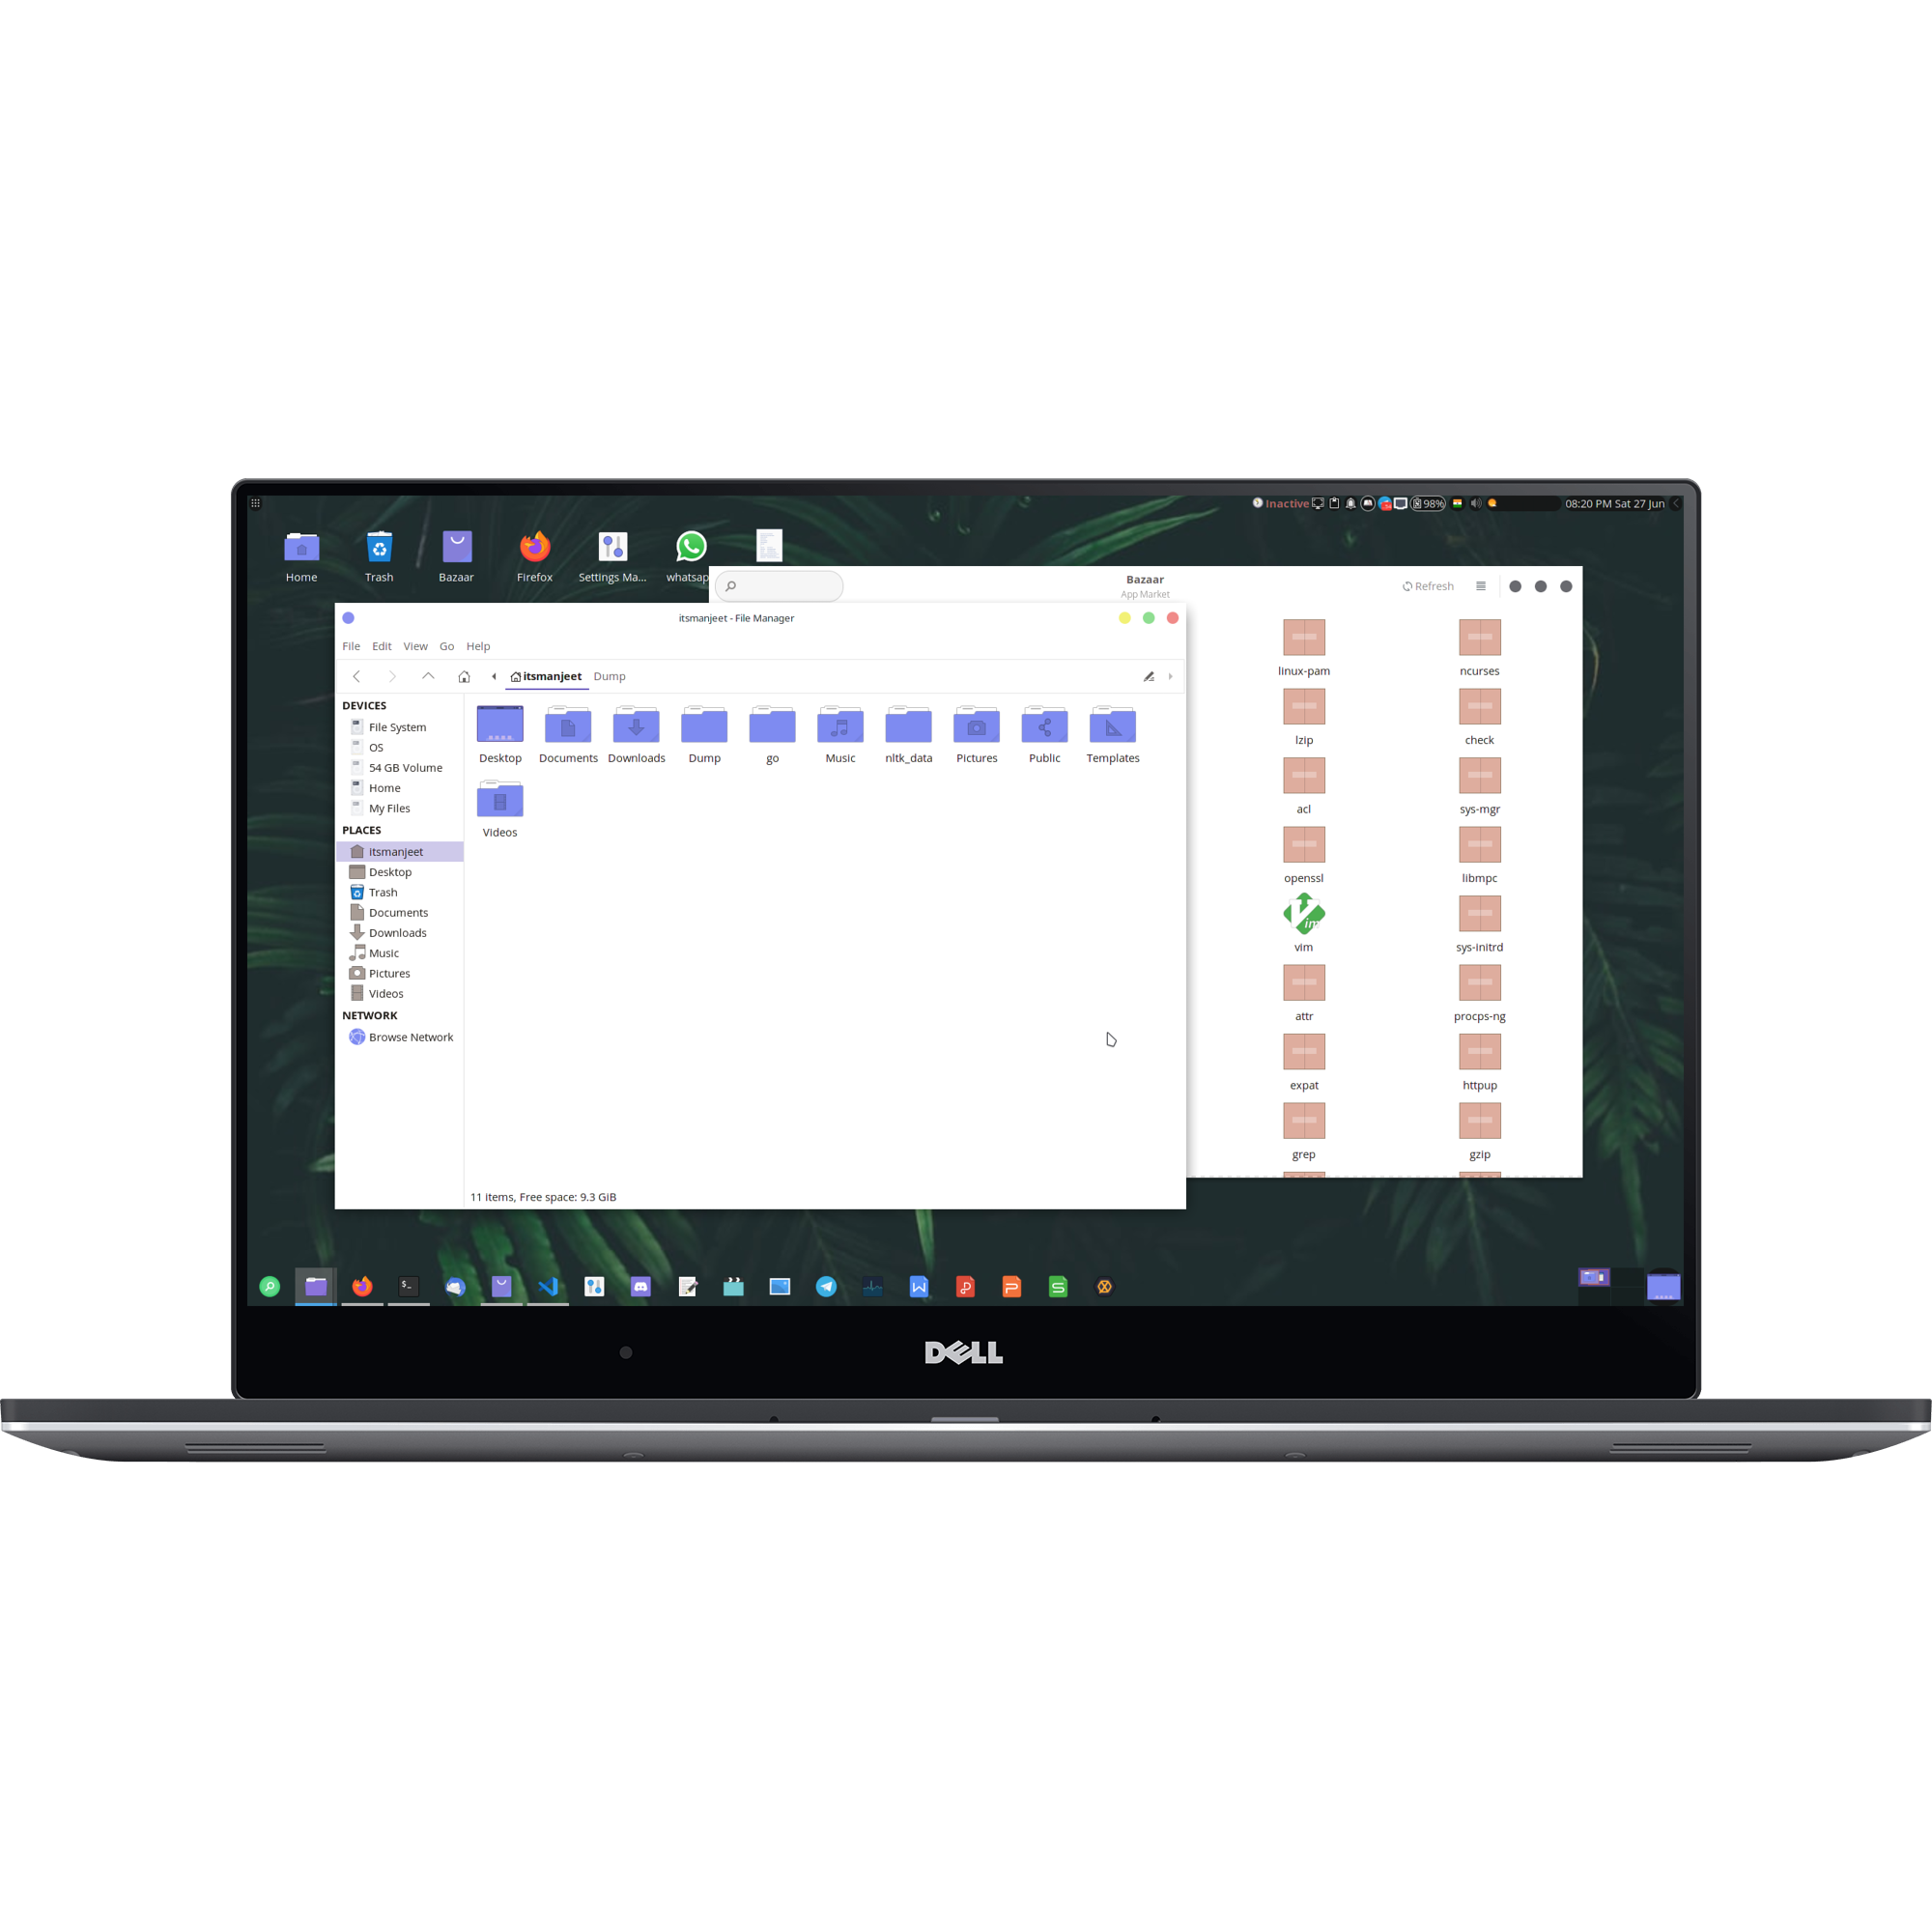 Inactive 98% 08:20 PM Sat 27 Jun
Home Trash Bazaar Firefox Settings Ma... whatsap
Bazaar
App Market
Refresh
itsmanjeet - File Manager
File Edit View Go Help
itsmanjeet Dump
DEVICES
File System
OS
54 GB Volume
Home
My Files
PLACES
itsmanjeet
Desktop
Trash
Documents
Downloads
Music
Pictures
Videos
NETWORK
Browse Network
Desktop Documents Downloads Dump go Music nltk_data Pictures Public Templates
Videos
11 items, Free space: 9.3 GiB
linux-pam ncurses
lzip check
acl sys-mgr
openssl libmpc
vim sys-initrd
attr procps-ng
expat httpup
grep gzip
DELL